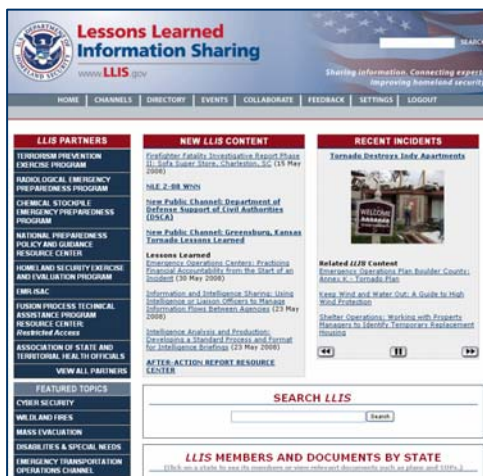 Lessons Learned
Information Sharing
www.LLIS.gov
SEARCH
Sharing information. Connecting experts.
Improving homeland security.
HOME | CHANNELS | DIRECTORY | EVENTS | COLLABORATE | FEEDBACK | SETTINGS | LOGOUT
LLIS PARTNERS
TERRORISM PREVENTION
EXERCISE PROGRAM
RADIOLOGICAL EMERGENCY
PREPAREDNESS PROGRAM
CHEMICAL STOCKPILE
EMERGENCY PREPAREDNESS
PROGRAM
NATIONAL PREPAREDNESS
POLICY AND GUIDANCE
RESOURCE CENTER
HOMELAND SECURITY EXERCISE
AND EVALUATION PROGRAM
EMR-ISAC
FUSION PROCESS TECHNICAL
ASSISTANCE PROGRAM
RESOURCE CENTER:
Restricted Access
ASSOCIATION OF STATE AND
TERRITORIAL HEALTH OFFICIALS
VIEW ALL PARTNERS
FEATURED TOPICS
CYBER SECURITY
WILDLAND FIRES
MASS EVACUATION
DISABILITIES & SPECIAL NEEDS
EMERGENCY TRANSPORTATION
OPERATIONS CHANNEL
NEW LLIS CONTENT
Firefighter Fatality Investigative Report Phase
II: Sofa Super Store, Charleston, SC (15 May
2008)
NLE 2-08 WNN
New Public Channel: Department of
Defense Support of Civil Authorities
(DSCA)
New Public Channel: Greensburg, Kansas
Tornado Lessons Learned
Lessons Learned
Emergency Operations Centers: Practicing
Financial Accountability from the Start of an
Incident (30 May 2008)
Information and Intelligence Sharing: Using
Intelligence or Liaison Officers to Manage
Information Flows Between Agencies (23 May
2008)
Intelligence Analysis and Production:
Developing a Standard Process and Format
for Intelligence Briefings (23 May 2008)
AFTER-ACTION REPORT RESOURCE
CENTER
RECENT INCIDENTS
Tornado Destroys Indy Apartments
WELCOME
Related LLIS Content
Emergency Operations Plan Boulder County:
Annex K - Tornado Plan
Keep Wind and Water Out: A Guide to High
Wind Protection
Shelter Operations: Working with Property
Managers to Identify Temporary Replacement
Housing
SEARCH LLIS
Search
LLIS MEMBERS AND DOCUMENTS BY STATE